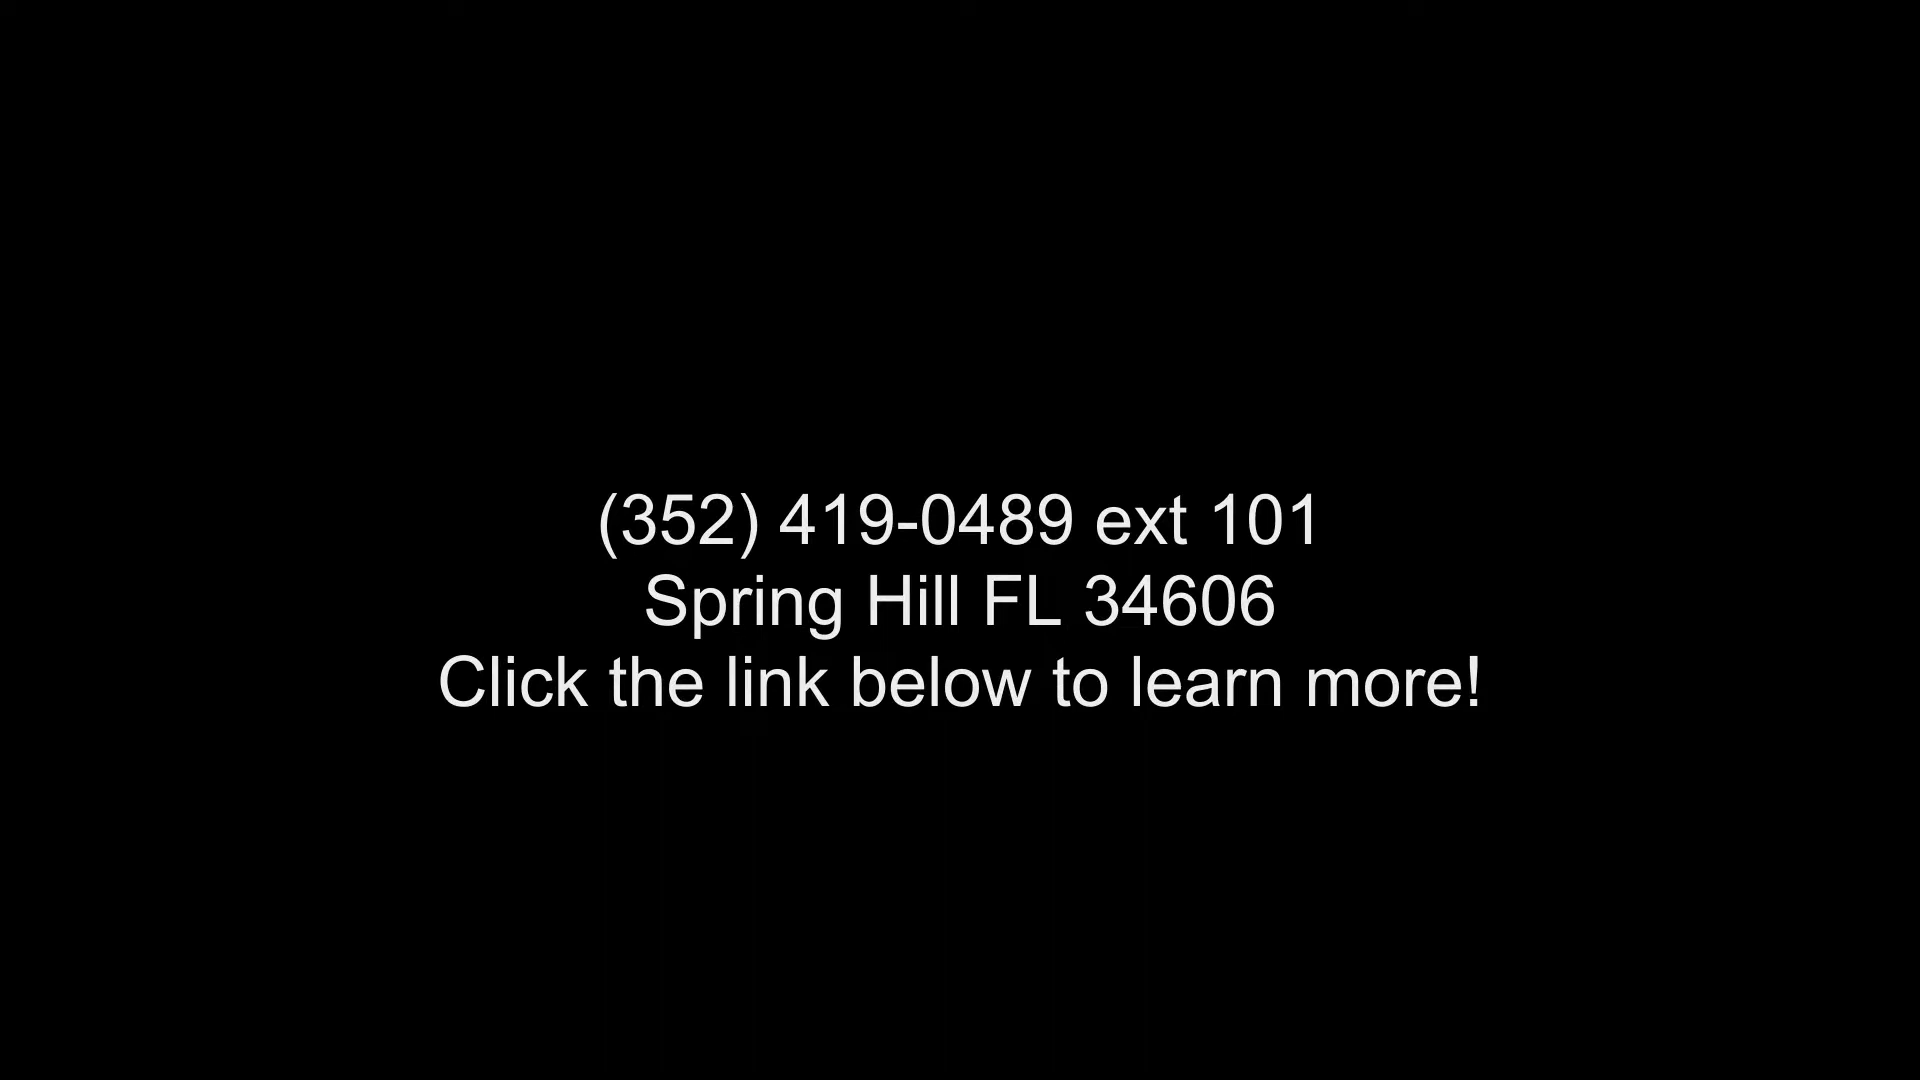 (352) 419-0489 ext 101
Spring Hill FL 34606
Click the link below to learn more!